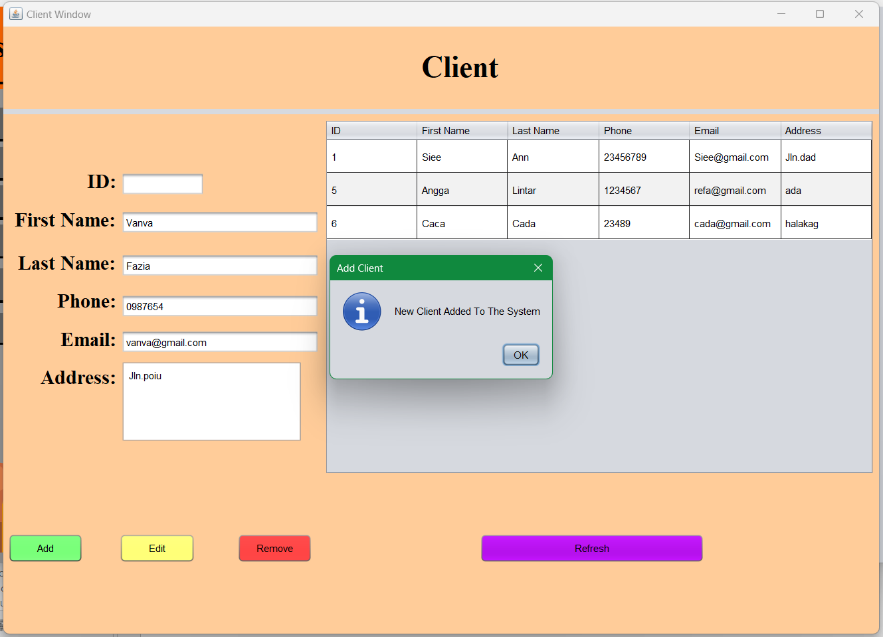 Client Window
Client
ID:
First Name: Vanva
Last Name: Fazia
Phone: 0987654
Email: vanva@gmail.com
Address: Jln.poiu
ID First Name Last Name Phone Email Address
1 Siee Ann 23456789 Siee@gmail.com Jln.dad
5 Angga Lintar 1234567 refa@gmail.com ada
6 Caca Cada 23489 cada@gmail.com halakag
Add Client
New Client Added To The System
OK
Add Edit Remove Refresh